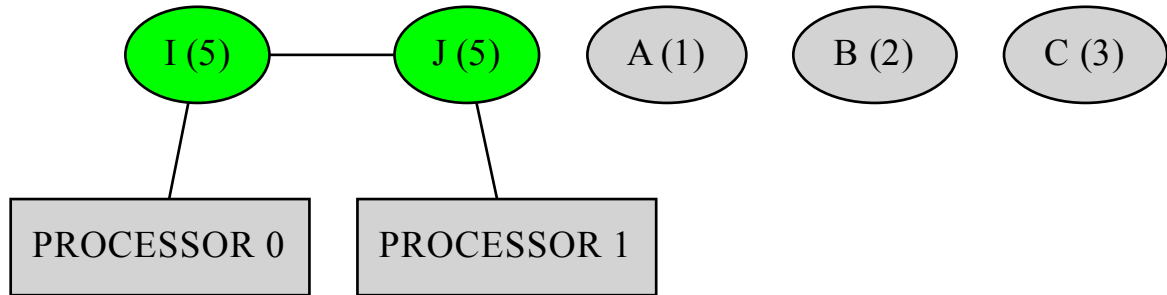 I (5) J (5) A (1) B (2) C (3)
PROCESSOR 0 PROCESSOR 1